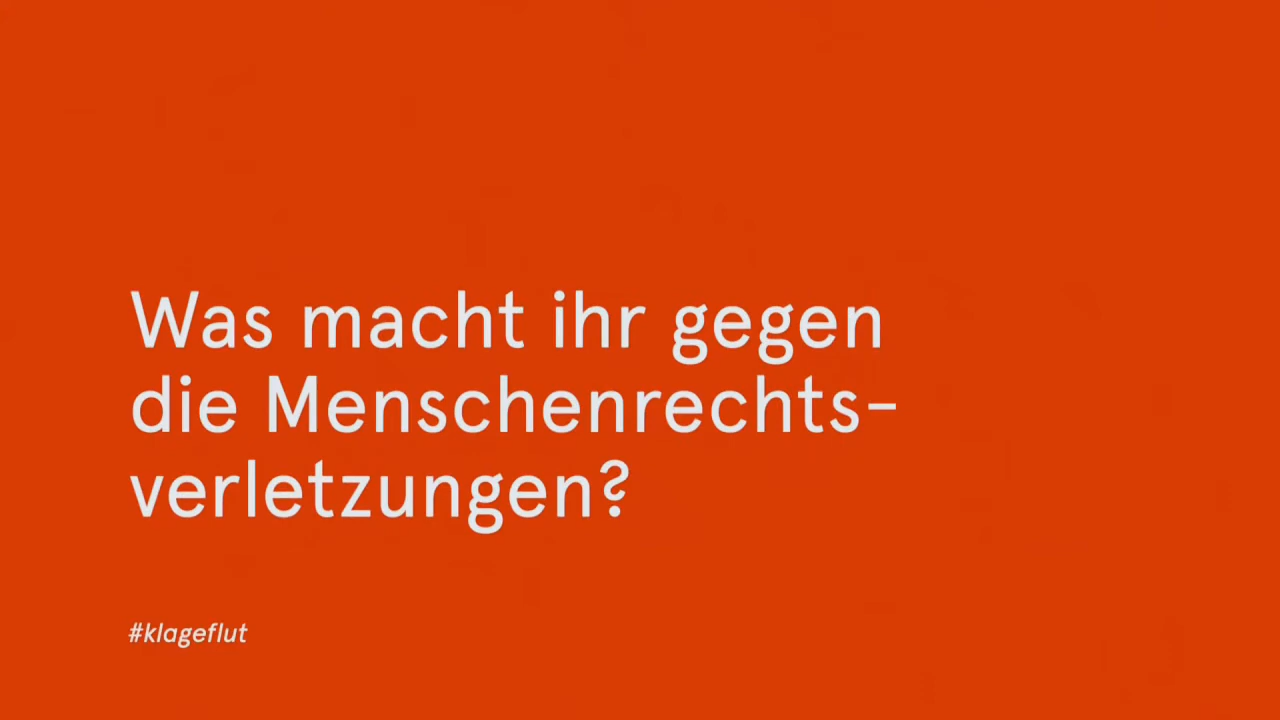 Was macht ihr gegen
die Menschenrechts-
verletzungen?
#klageflut